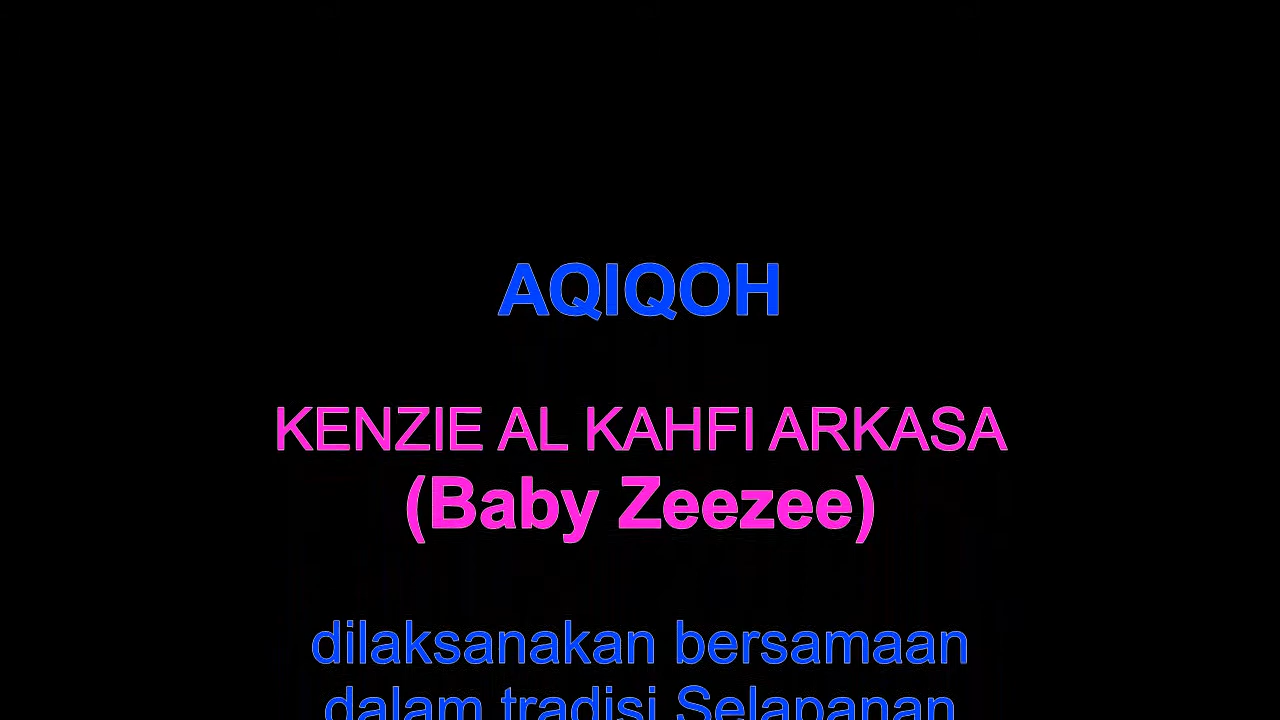 AQIQOH
KENZIE AL KAHFI ARKASA
(Baby Zeezee)
dilaksanakan bersamaan
dalam tradisi Selapanan